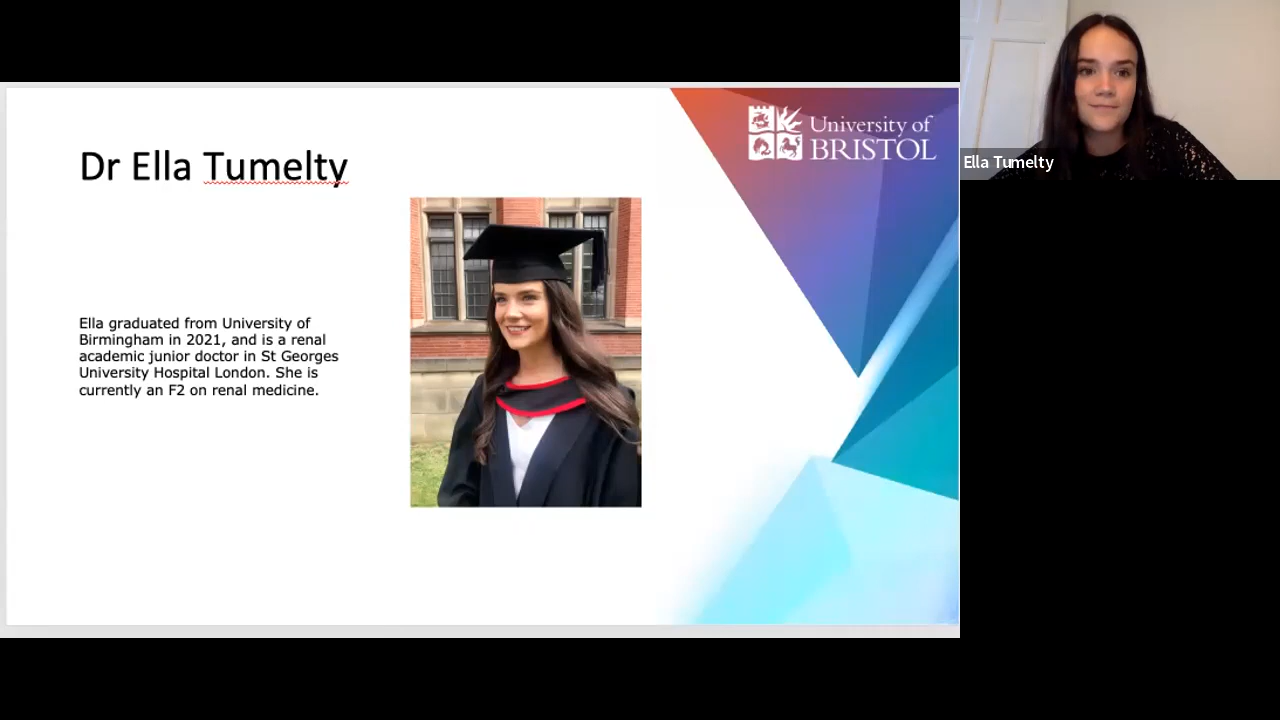 University of
BRISTOL
Dr Ella Tumelty
Ella graduated from University of
Birmingham in 2021, and is a renal
academic junior doctor in St Georges
University Hospital London. She is
currently an F2 on renal medicine.
Ella Tumelty